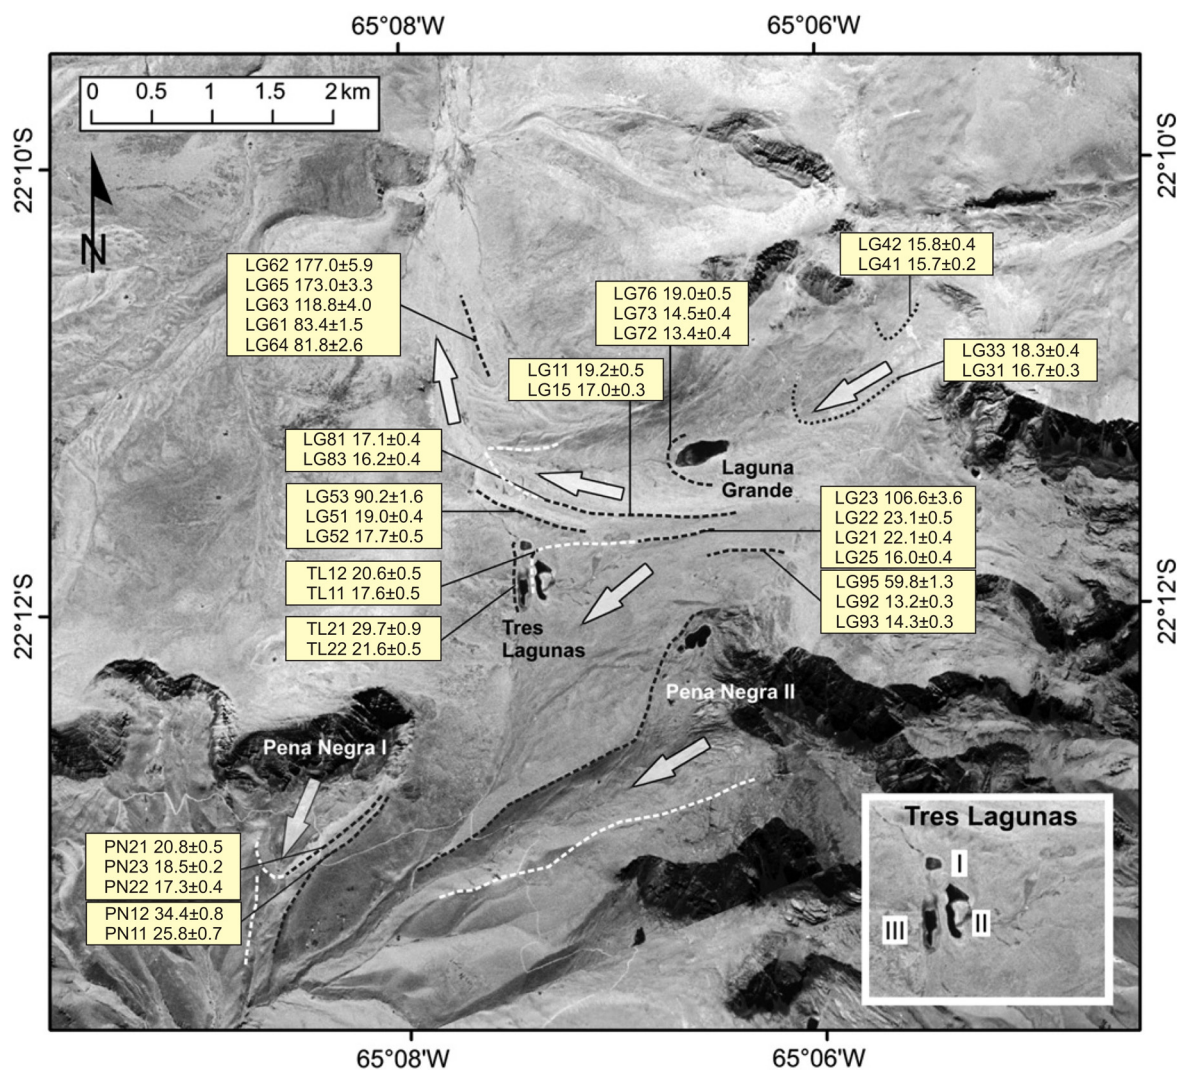 65°08'W
65°06'W
0 0.5 1 1.5 2 km
22°10'S
22°10'S
N
LG42 15.8±0.4
LG41 15.7±0.2
LG62 177.0±5.9
LG65 173.0±3.3
LG63 118.8±4.0
LG61 83.4±1.5
LG64 81.8±2.6
LG76 19.0±0.5
LG73 14.5±0.4
LG72 13.4±0.4
LG33 18.3±0.4
LG31 16.7±0.3
LG11 19.2±0.5
LG15 17.0±0.3
LG81 17.1±0.4
LG83 16.2±0.4
Laguna
Grande
LG53 90.2±1.6
LG51 19.0±0.4
LG52 17.7±0.5
LG23 106.6±3.6
LG22 23.1±0.5
LG21 22.1±0.4
LG25 16.0±0.4
TL12 20.6±0.5
TL11 17.6±0.5
LG95 59.8±1.3
LG92 13.2±0.3
LG93 14.3±0.3
22°12'S
22°12'S
TL21 29.7±0.9
TL22 21.6±0.5
Tres
Lagunas
Pena Negra II
Pena Negra I
PN21 20.8±0.5
PN23 18.5±0.2
PN22 17.3±0.4
PN12 34.4±0.8
PN11 25.8±0.7
Tres Lagunas
I
II
III
65°08'W
65°06'W